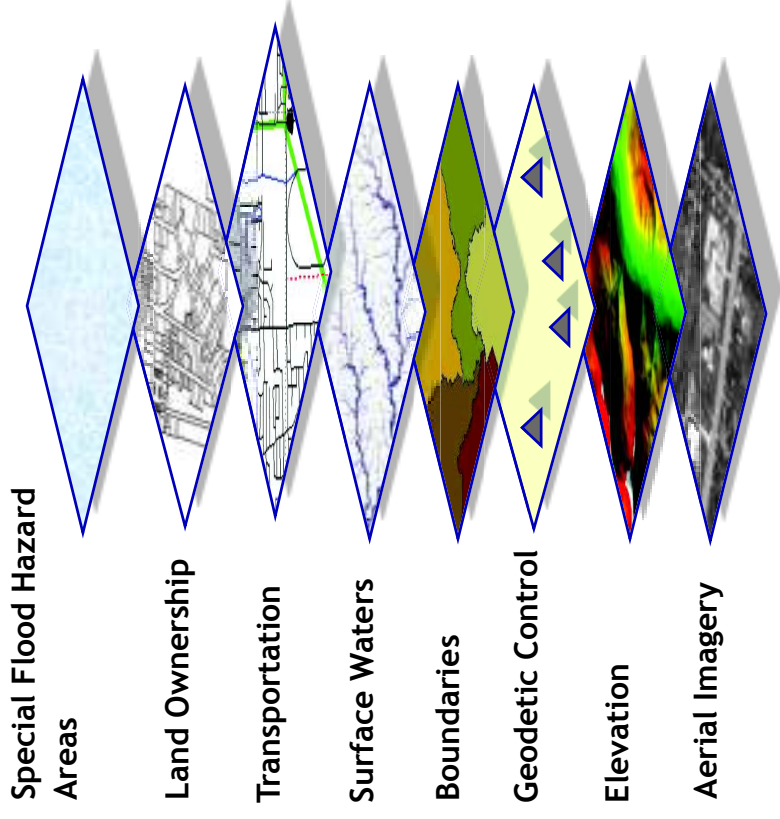 Special Flood Hazard
Areas
Land Ownership
Transportation
Surface Waters
Boundaries
Geodetic Control
Elevation
Aerial Imagery